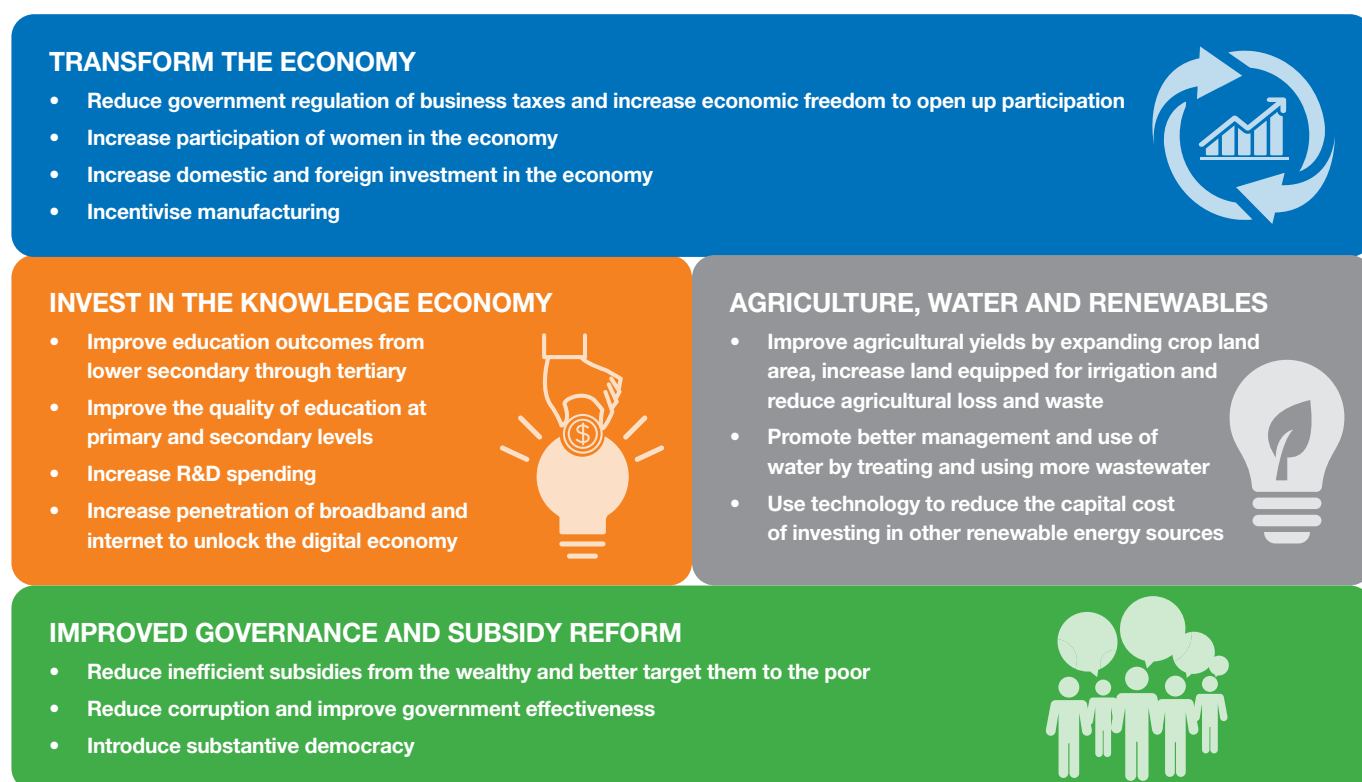 TRANSFORM THE ECONOMY
• Reduce government regulation of business taxes and increase economic freedom to open up participation
• Increase participation of women in the economy
• Increase domestic and foreign investment in the economy
• Incentivise manufacturing
INVEST IN THE KNOWLEDGE ECONOMY
• Improve education outcomes from
lower secondary through tertiary
• Improve the quality of education at
primary and secondary levels
• Increase R&D spending
• Increase penetration of broadband and
internet to unlock the digital economy
$
AGRICULTURE, WATER AND RENEWABLES
• Improve agricultural yields by expanding crop land
area, increase land equipped for irrigation and
reduce agricultural loss and waste
• Promote better management and use of
water by treating and using more wastewater
• Use technology to reduce the capital cost
of investing in other renewable energy sources
IMPROVED GOVERNANCE AND SUBSIDY REFORM
• Reduce inefficient subsidies from the wealthy and better target them to the poor
• Reduce corruption and improve government effectiveness
• Introduce substantive democracy